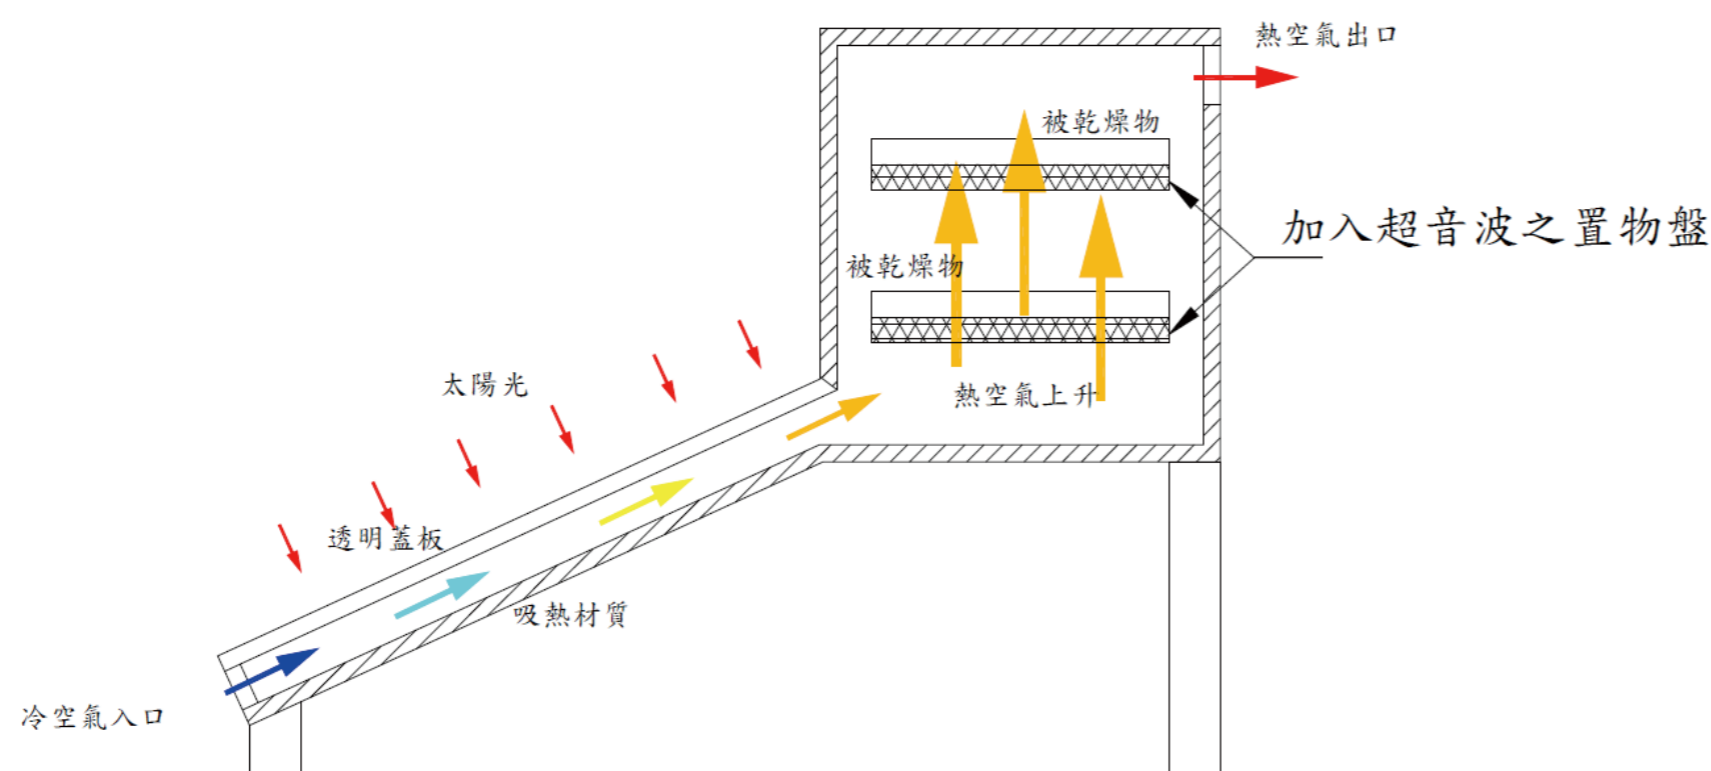 熱空氣出口
被乾燥物
加入超音波之置物盤
被乾燥物
太陽光
熱空氣上升
透明蓋板
吸熱材質
冷空氣入口